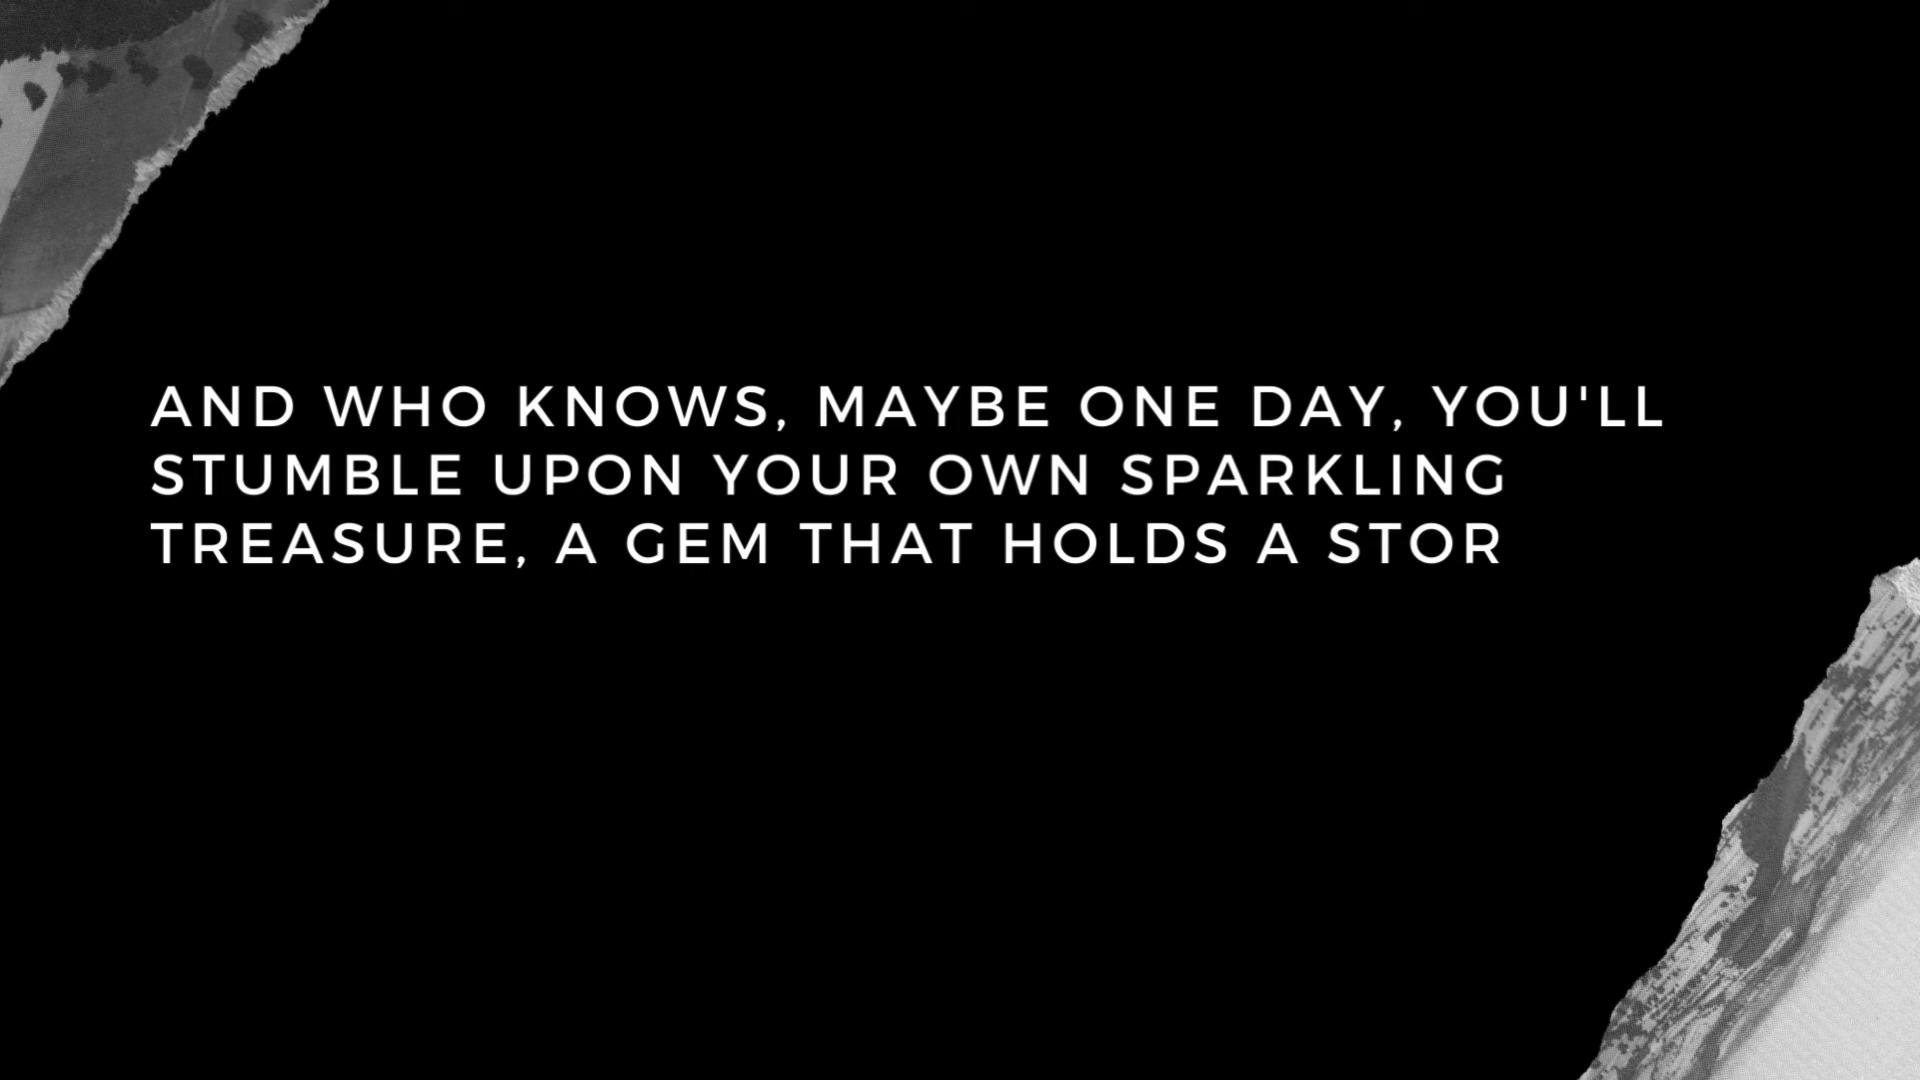 AND WHO KNOWS, MAYBE ONE DAY, YOU'LL
STUMBLE UPON YOUR OWN SPARKLING
TREASURE, A GEM THAT HOLDS A STOR